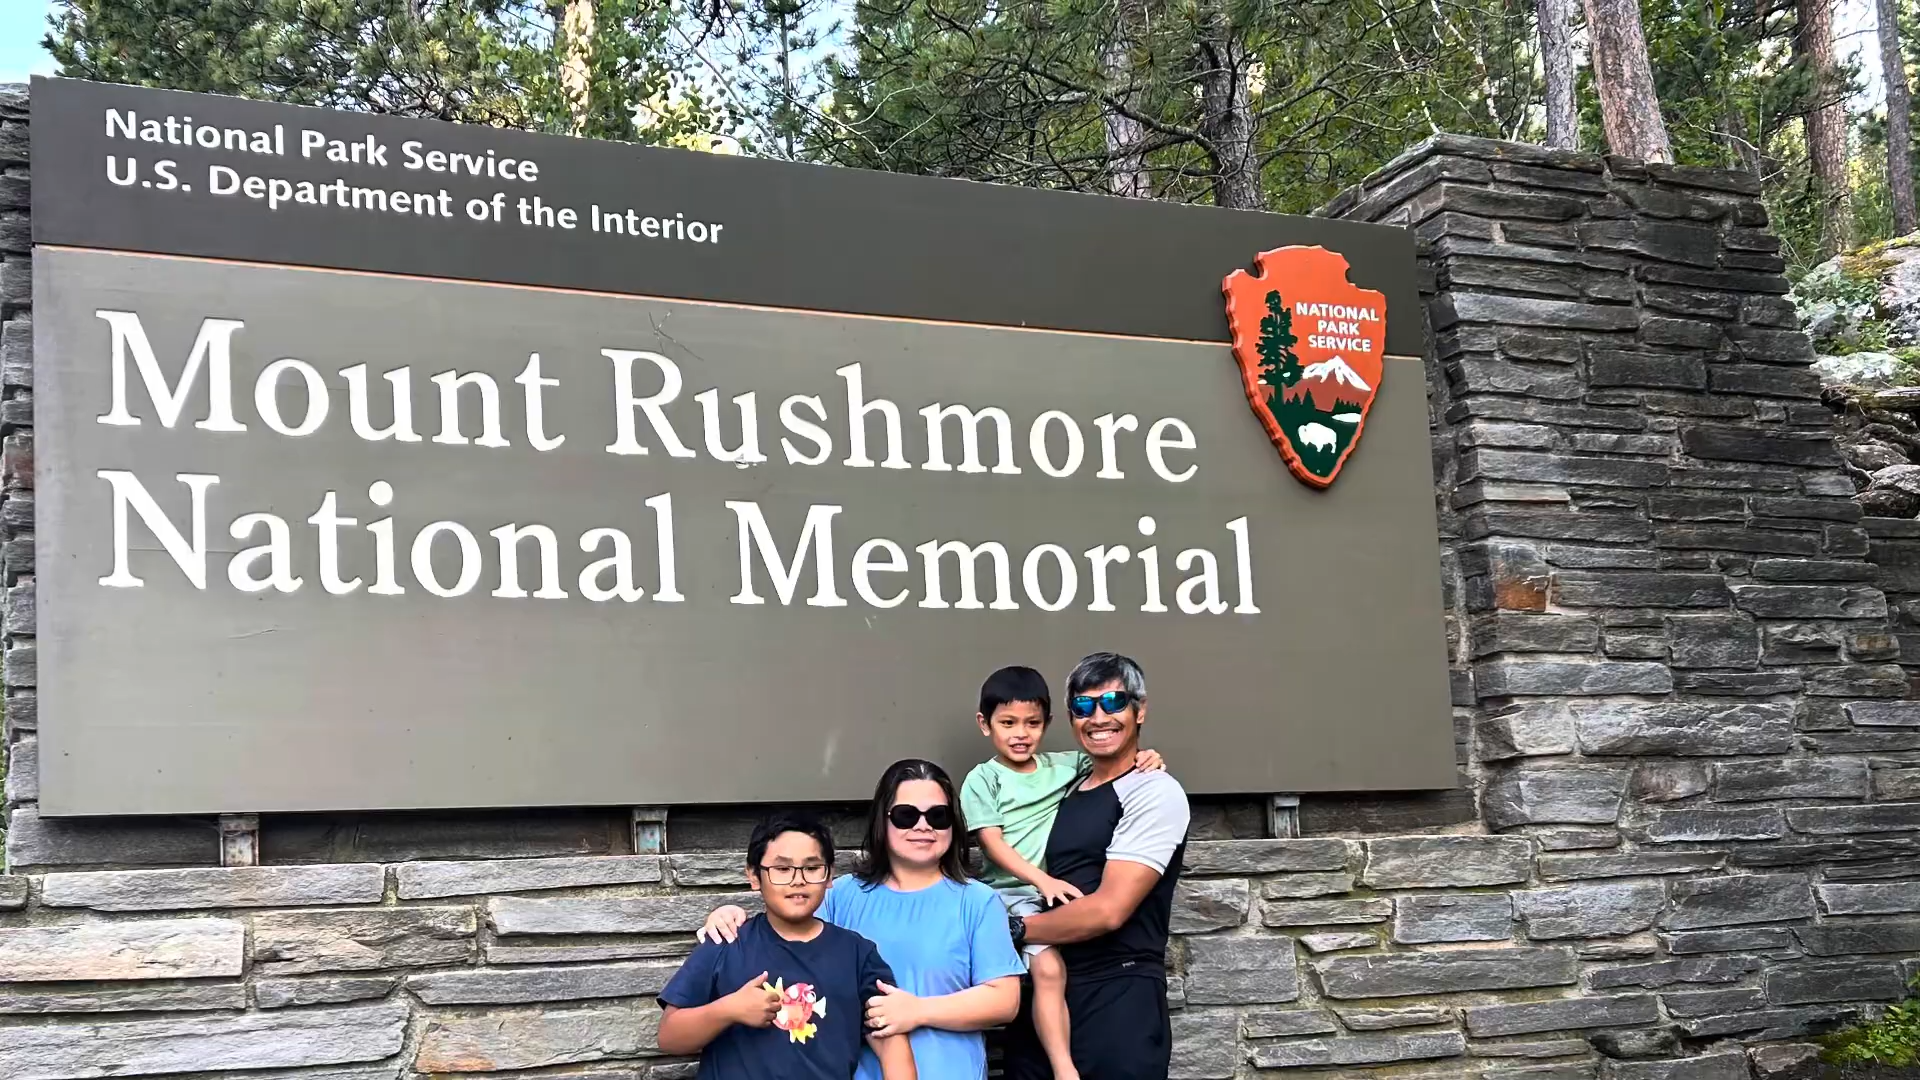 National Park Service
U.S. Department of the Interior
Mount Rushmore
National Memorial
NATIONAL
PARK
SERVICE